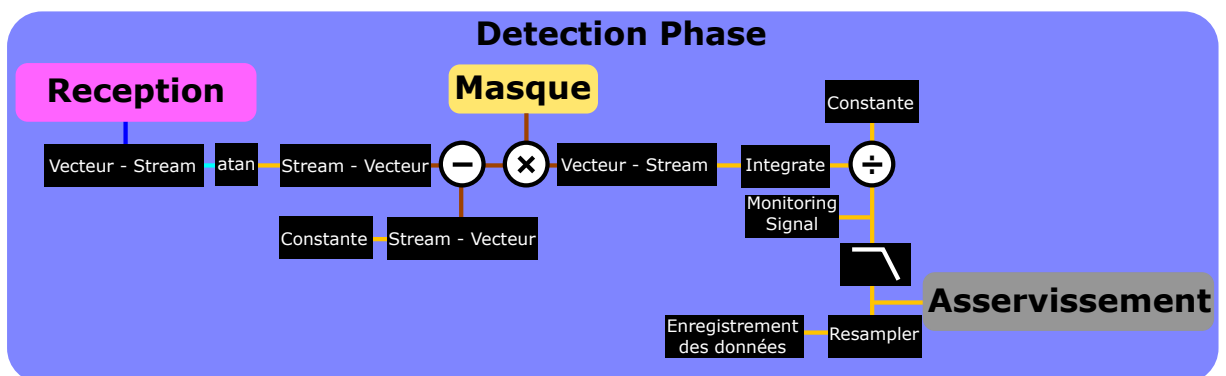 Detection Phase
Reception
Masque
Constante
Vecteur - Stream
atan
Stream - Vecteur
−
×
Vecteur - Stream
Integrate
÷
Monitoring
Signal
Constante
Stream - Vecteur
Asservissement
Enregistrement
des données
Resampler